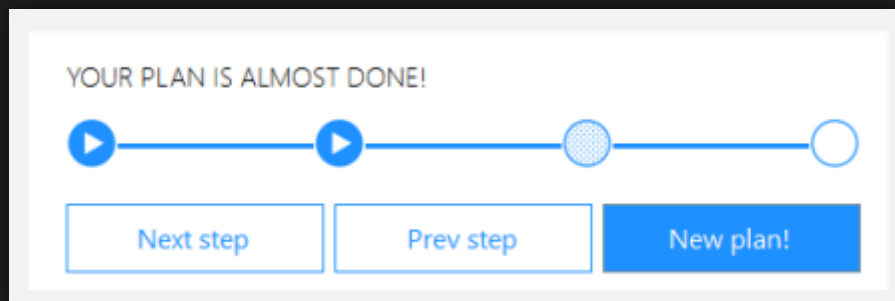 YOUR PLAN IS ALMOST DONE!
Next step Prev step New plan!